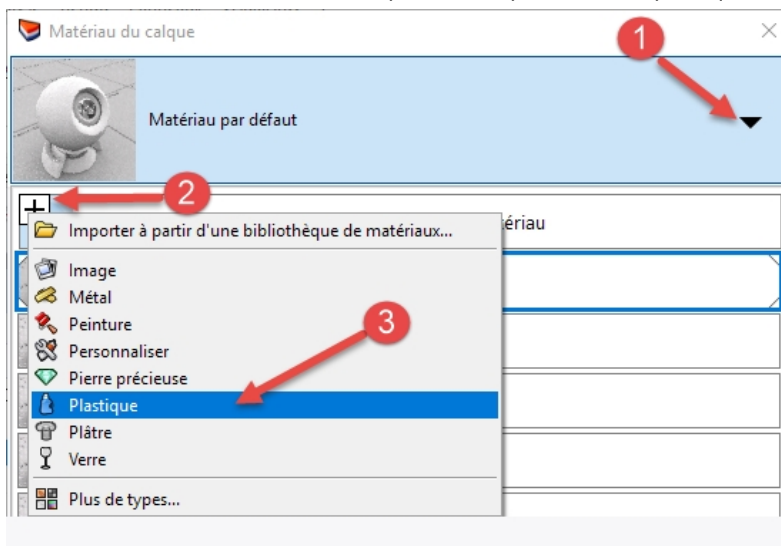 Matériau du calque
1
Matériau par défaut
2
ériau
Importer à partir d'une bibliothèque de matériaux...
Image
Métal
Peinture
3
Personnaliser
Pierre précieuse
Plastique
Plâtre
Verre
Plus de types...